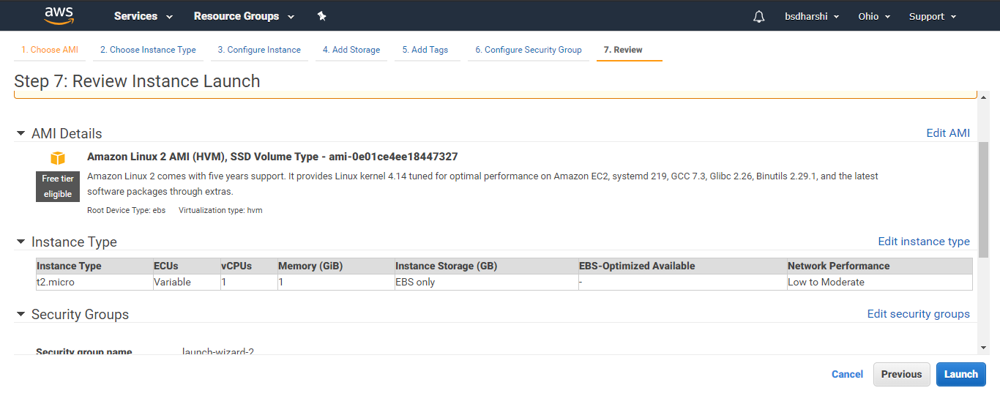 aws Services Resource Groups bsdharshi Ohio Support
1. Choose AMI 2. Choose Instance Type 3. Configure Instance 4. Add Storage 5. Add Tags 6. Configure Security Group 7. Review
Step 7: Review Instance Launch
AMI Details Edit AMI
Amazon Linux 2 AMI (HVM), SSD Volume Type - ami-0e01ce4ee18447327
Free tier
eligible
Amazon Linux 2 comes with five years support. It provides Linux kernel 4.14 tuned for optimal performance on Amazon EC2, systemd 219, GCC 7.3, Glibc 2.26, Binutils 2.29.1, and the latest
software packages through extras.
Root Device Type: ebs Virtualization type: hvm
Instance Type Edit instance type
Instance Type ECUs vCPUs Memory (GiB) Instance Storage (GB) EBS-Optimized Available Network Performance
t2.micro Variable 1 1 EBS only - Low to Moderate
Security Groups Edit security groups
Security group name launch-wizard-2
Cancel Previous Launch